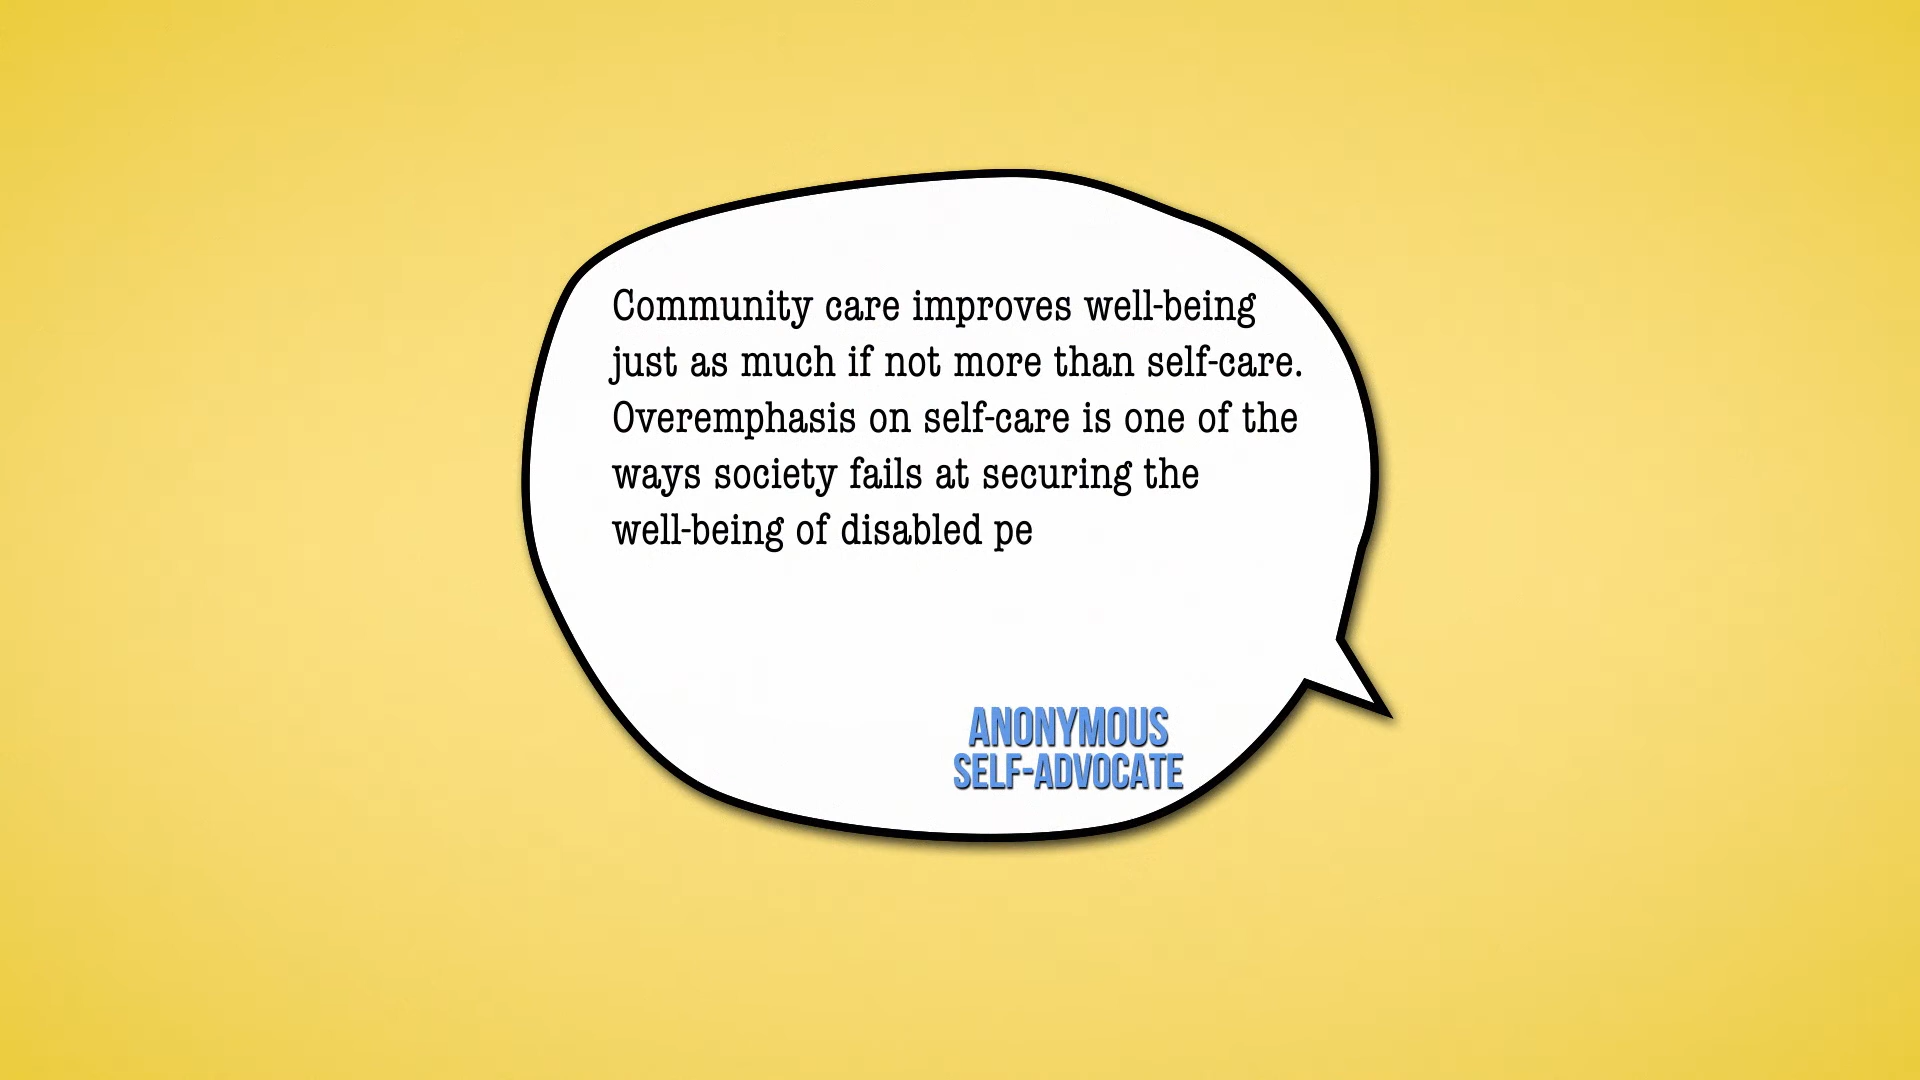 Community care improves well-being
just as much if not more than self-care.
Overemphasis on self-care is one of the
ways society fails at securing the
well-being of disabled pe
ANONYMOUS
SELF-ADVOCATE